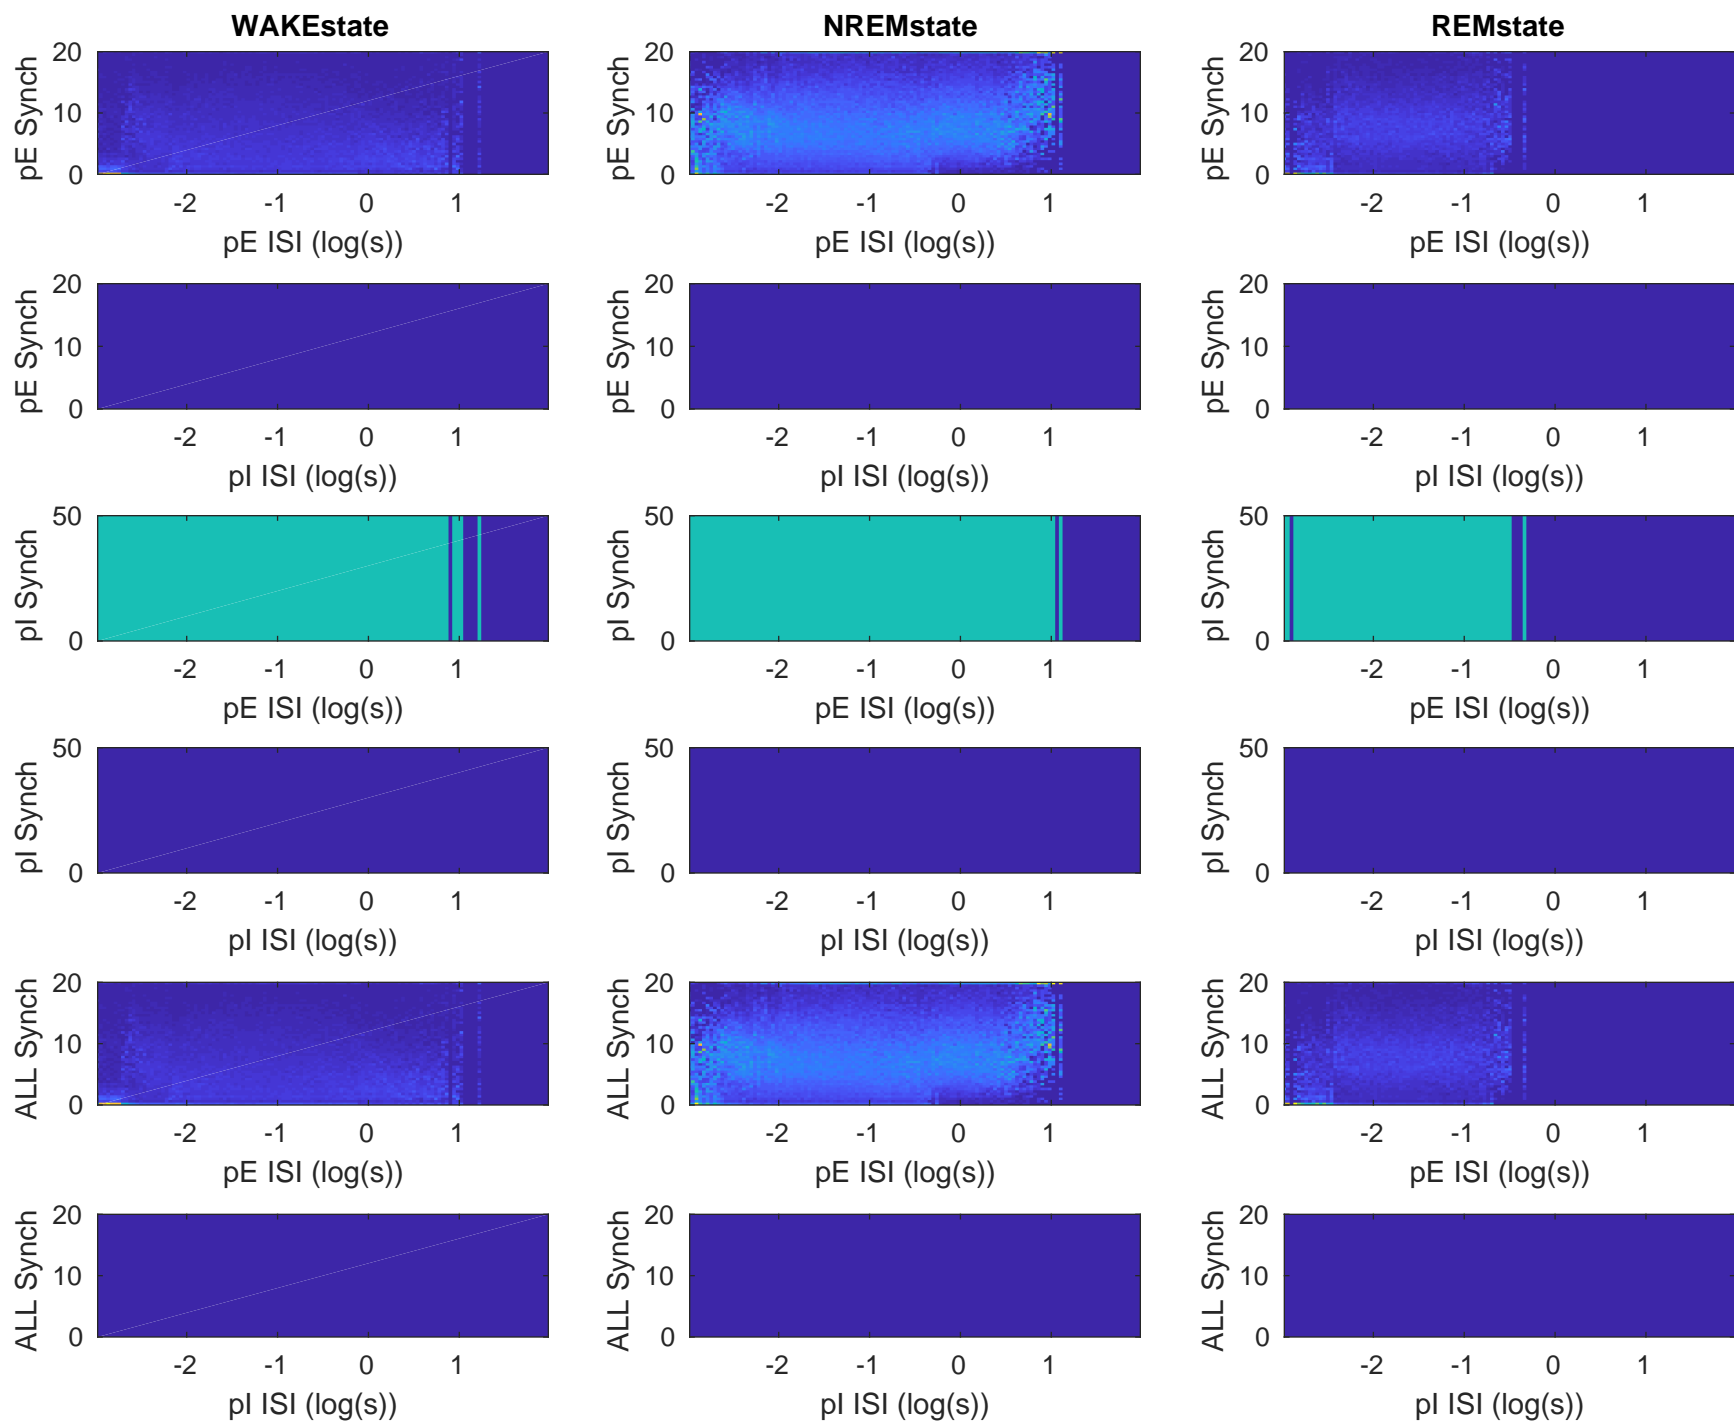 WAKEstate NREMstate REMstate
pE Synch 20 10 0 pE Synch 20 10 0 pE Synch 20 10 0
-2 -1 0 1 -2 -1 0 1 -2 -1 0 1
pE ISI (log(s)) pE ISI (log(s)) pE ISI (log(s))
pE Synch 20 10 0 pE Synch 20 10 0 pE Synch 20 10 0
-2 -1 0 1 -2 -1 0 1 -2 -1 0 1
pI ISI (log(s)) pI ISI (log(s)) pI ISI (log(s))
pI Synch 50 0 pI Synch 50 0 pI Synch 50 0
-2 -1 0 1 -2 -1 0 1 -2 -1 0 1
pE ISI (log(s)) pE ISI (log(s)) pE ISI (log(s))
pI Synch 50 0 pI Synch 50 0 pI Synch 50 0
-2 -1 0 1 -2 -1 0 1 -2 -1 0 1
pI ISI (log(s)) pI ISI (log(s)) pI ISI (log(s))
ALL Synch 20 10 0 ALL Synch 20 10 0 ALL Synch 20 10 0
-2 -1 0 1 -2 -1 0 1 -2 -1 0 1
pE ISI (log(s)) pE ISI (log(s)) pE ISI (log(s))
ALL Synch 20 10 0 ALL Synch 20 10 0 ALL Synch 20 10 0
-2 -1 0 1 -2 -1 0 1 -2 -1 0 1
pI ISI (log(s)) pI ISI (log(s)) pI ISI (log(s))